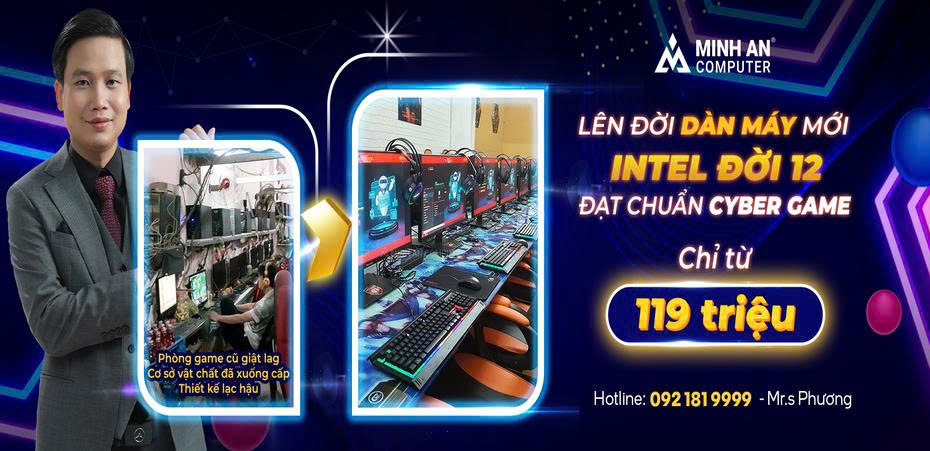 MINH AN®
COMPUTER
LÊN ĐỜI DÀN MÁY MỚI
INTEL ĐỜI 12
ĐẠT CHUẨN CYBER GAME
Chỉ từ
119 triệu
Hotline: 092 181 9999 - Mr.s Phương
Phòng game cũ giật lag
Cơ sở vật chất đã xuống cấp
Thiết kế lạc hậu